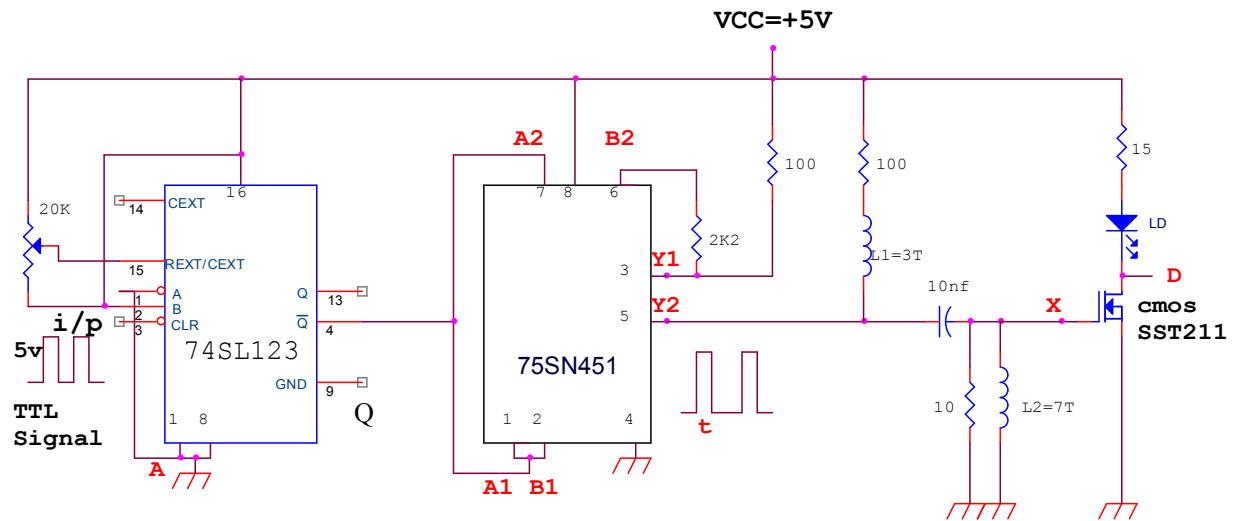 VCC=+5V
A2
B2
16
7
8
6
100
100
15
14
CEXT
20K
2K2
LD
15
REXT/CEXT
L1=3T
Y1
3
D
1
A
Q
13
10nf
2
B
i/p
3
CLR
Q
4
Y2
5
X
cmos
SST211
5v
74SL123
75SN451
GND
9
Q
10
L2=7T
TTL
Signal
1
8
1
2
4
t
A
A1
B1